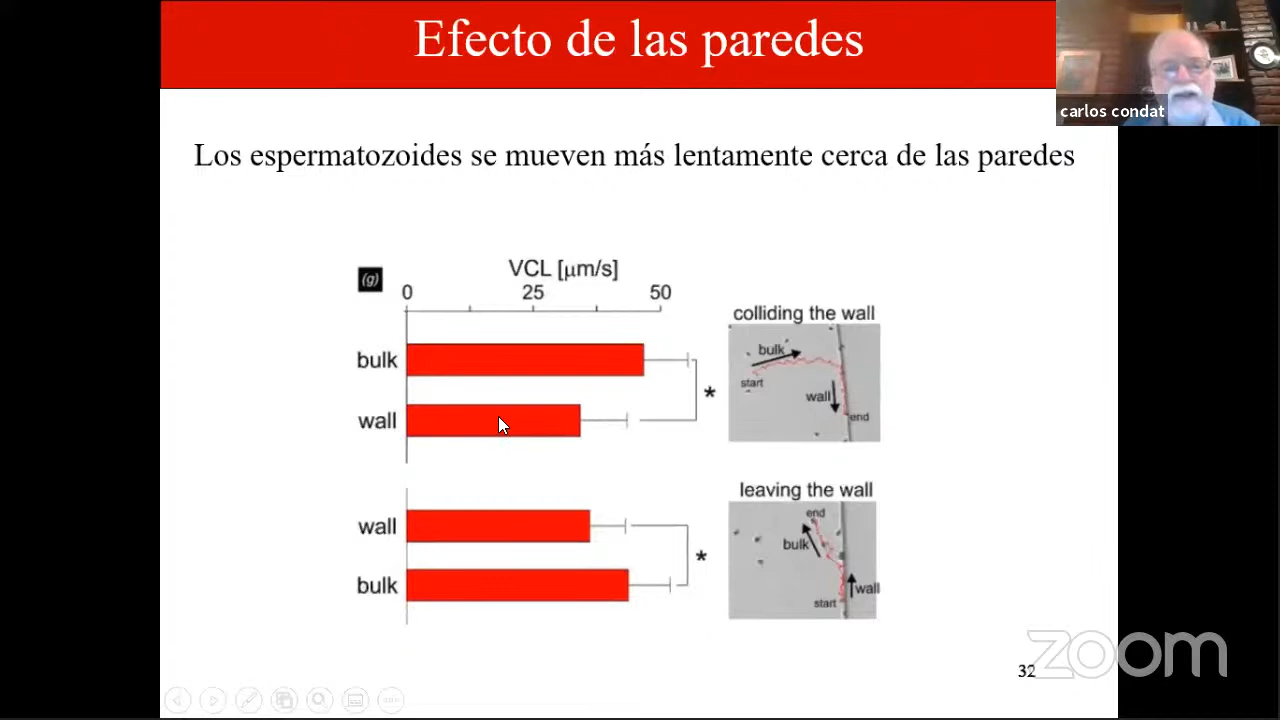 Efecto de las paredes
carlos condat
Los espermatozoides se mueven más lentamente cerca de las paredes
(g)
VCL [μm/s]
0 25 50
bulk
wall
*
colliding the wall
bulk
start
wall
end
wall
bulk
*
leaving the wall
end
bulk
wall
start
32
zoom